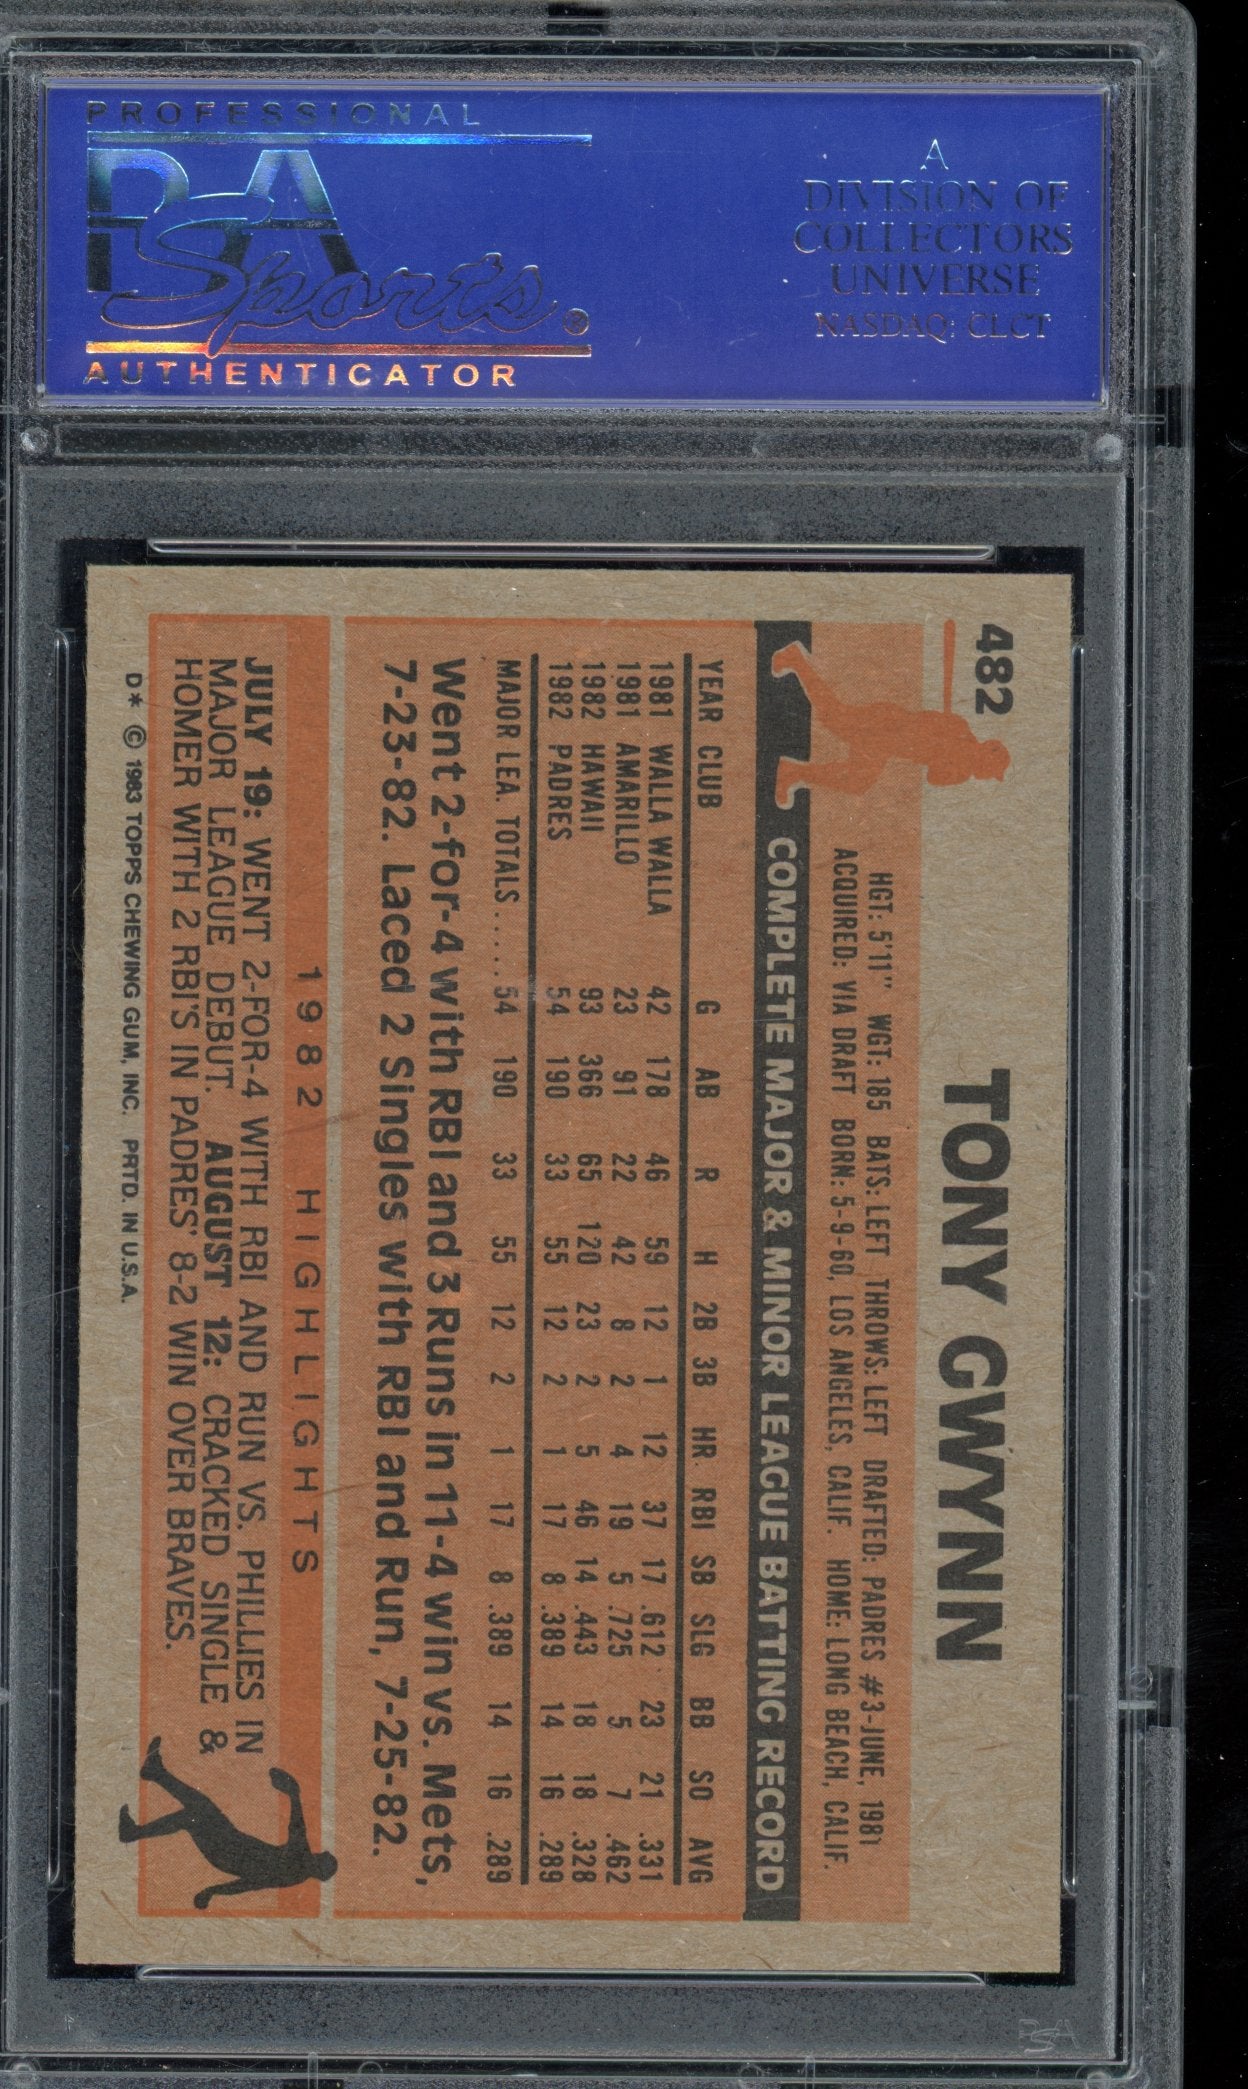 PROFESSIONAL
PSA
Sports®
AUTHENTICATOR
A
DIVISION OF
COLLECTORS
UNIVERSE
NASDAQ: CLCT
482 TONY GWYNN
HGT: 5'11" WGT: 185 BATS: LEFT THROWS: LEFT DRAFTED: PADRES #3-JUNE, 1981
ACQUIRED: VIA DRAFT BORN: 5-9-60, LOS ANGELES, CALIF. HOME: LONG BEACH, CALIF.
COMPLETE MAJOR & MINOR LEAGUE BATTING RECORD
YEAR CLUB G AB R H 2B 3B HR. RBI SB SLG BB SO AVG
1981 WALLA WALLA 42 178 46 59 12 1 12 37 17 .612 23 21 .331
1981 AMARILLO 23 91 22 42 8 2 4 19 5 .725 5 7 .462
1982 HAWAII 93 366 65 120 23 2 5 46 14 .443 18 18 .328
1982 PADRES 54 190 33 55 12 2 1 17 8 .389 14 16 .289
MAJOR LEA. TOTALS..... 54 190 33 55 12 2 1 17 8 .389 14 16 .289
Went 2-for-4 with RBI and 3 Runs in 11-4 win vs. Mets,
7-23-82. Laced 2 Singles with RBI and Run, 7-25-82.
1982 HIGHLIGHTS
JULY 19: WENT 2-FOR-4 WITH RBI AND RUN VS. PHILLIES IN
MAJOR LEAGUE DEBUT. AUGUST 12: CRACKED SINGLE &
HOMER WITH 2 RBI'S IN PADRES' 8-2 WIN OVER BRAVES.
D* © 1983 TOPPS CHEWING GUM, INC. PRTD. IN U.S.A.
PSA